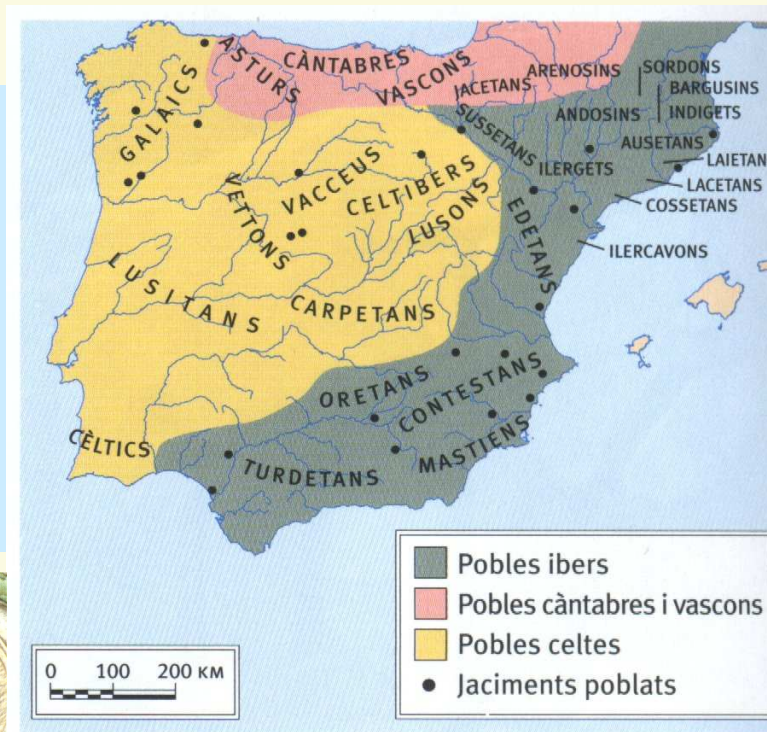 ASTURS
CÀNTABRES
VASCONS
JACETANS
ARENOSINS
SORDONS
BARGUSINS
ANDOSINS
INDIGETS
SUSSETANS
AUSETANS
GALAICS
ILERGETS
LAIETAN
LACETANS
COSSETANS
VACCEUS
CELTIBERS
VETTONS
LUSONS
EDETANS
ILERCAVONS
LUSITANS
CARPETANS
ORETANS
CONTESTANS
CÈLTICS
TURDETANS
MASTIENS
Pobles ibers
Pobles càntabres i vascons
Pobles celtes
Jaciments poblats
0 100 200 KM